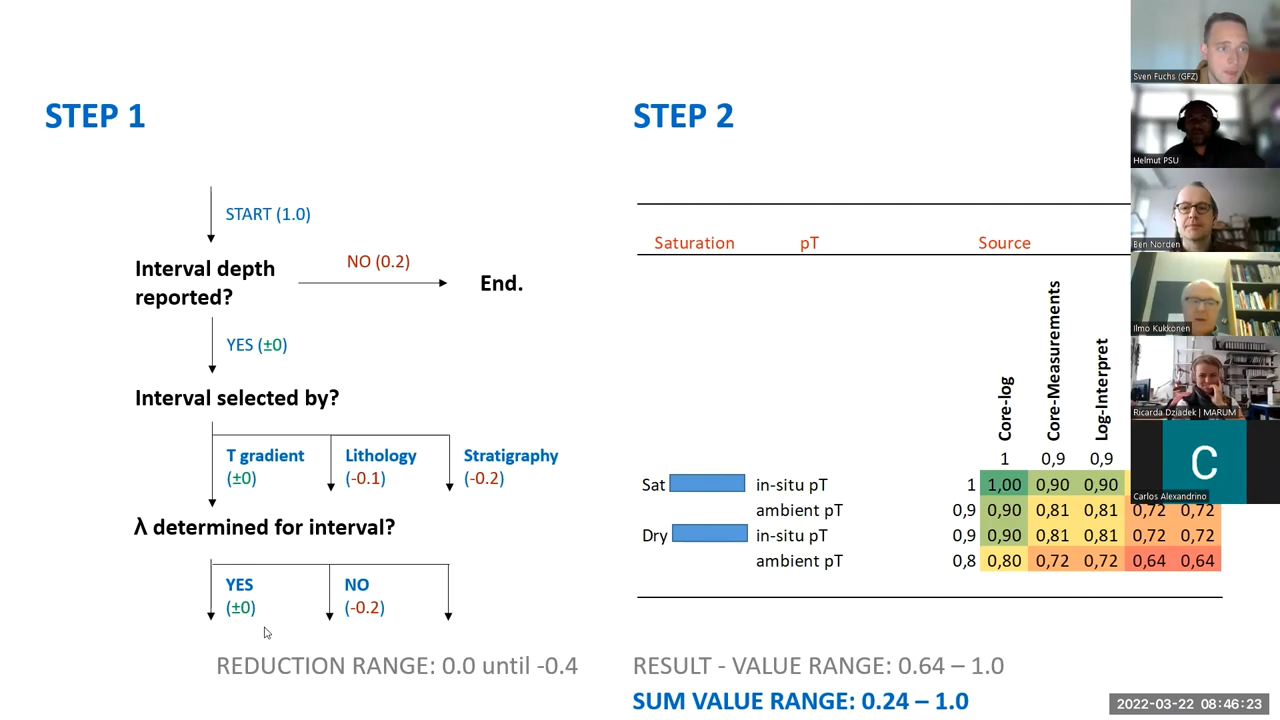 STEP 1
START (1.0)
Interval depth
reported?
NO (0.2)
End.
YES (±0)
Interval selected by?
T gradient
(±0)
Lithology
(-0.1)
Stratigraphy
(-0.2)
λ determined for interval?
YES
(±0)
NO
(-0.2)
REDUCTION RANGE: 0.0 until -0.4
STEP 2
Saturation pT Source
Core-log
Core-Measurements
Log-Interpret
1 0,9 0,9
Sat in-situ pT 1 1,00 0,90 0,90
ambient pT 0,9 0,90 0,81 0,81 0,72 0,72
Dry in-situ pT 0,9 0,90 0,81 0,81 0,72 0,72
ambient pT 0,8 0,80 0,72 0,72 0,64 0,64
RESULT - VALUE RANGE: 0.64 – 1.0
SUM VALUE RANGE: 0.24 – 1.0
Sven Fuchs (GFZ)
Helmut PSU
Ben Norden
Ilmo Kukkonen
Ricarda Dziadek | MARUM
C
Carlos Alexandrino
2022-03-22 08:46:23